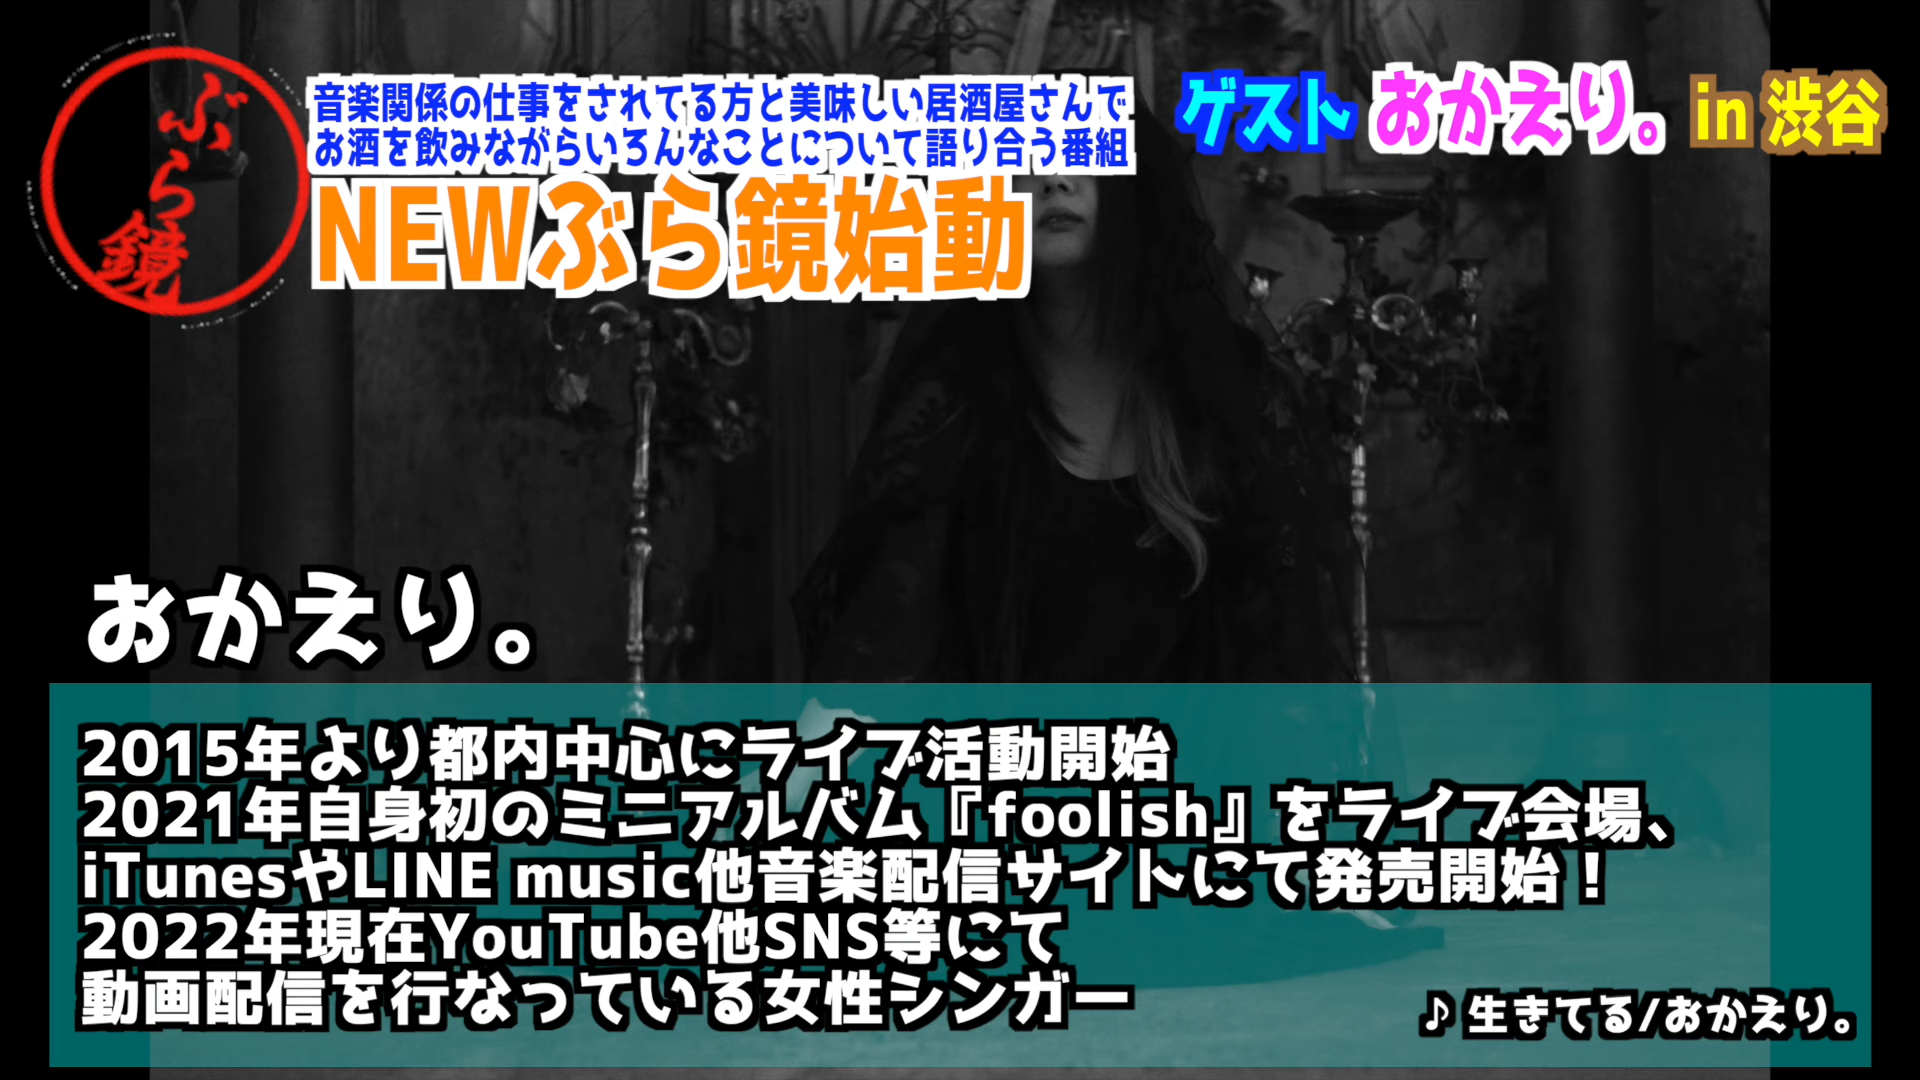 ぶら鏡
音楽関係の仕事をされてる方と美味しい居酒屋さんで
お酒を飲みながらいろんなことについて語り合う番組
NEWぶら鏡始動
ゲスト おかえり。 in 渋谷
おかえり。
2015年より都内中心にライブ活動開始
2021年自身初のミニアルバム『foolish』をライブ会場、
iTunesやLINE music他音楽配信サイトにて発売開始！
2022年現在YouTube他SNS等にて
動画配信を行なっている女性シンガー
♪ 生きてる/おかえり。